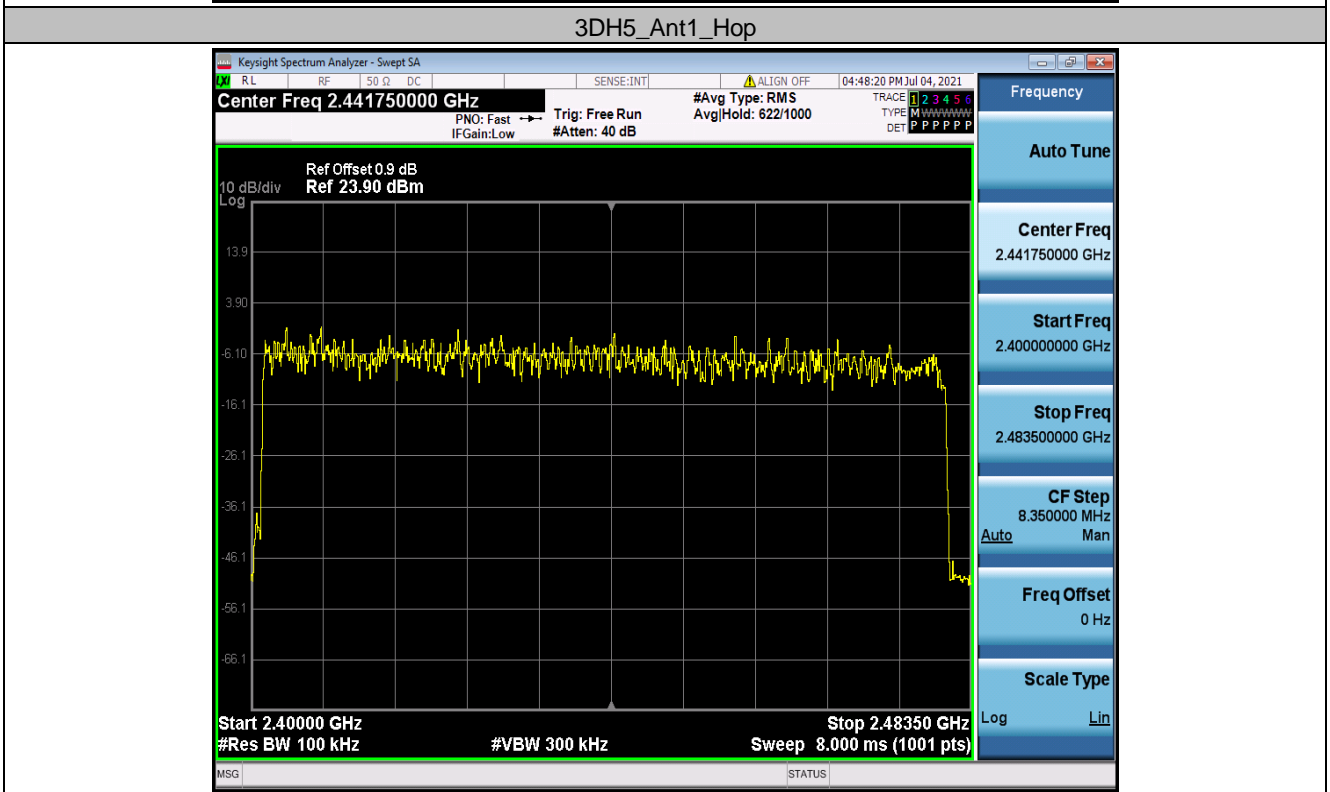 3DH5_Ant1_Hop
Keysight Spectrum Analyzer - Swept SA
LXI RL RF 50 Ω DC SENSE:INT ALIGN OFF 04:48:20 PM Jul 04, 2021
Center Freq 2.441750000 GHz
PNO: Fast
IFGain:Low
Trig: Free Run
#Atten: 40 dB
#Avg Type: RMS
Avg|Hold: 622/1000
TRACE 1 2 3 4 5 6
TYPE M WWWWW
DET P P P P P P
Ref Offset 0.9 dB
10 dB/div Ref 23.90 dBm
Log
13.9
3.90
-6.10
-16.1
-26.1
-36.1
-46.1
-56.1
-66.1
Start 2.40000 GHz Stop 2.48350 GHz
#Res BW 100 kHz #VBW 300 kHz Sweep 8.000 ms (1001 pts)
MSG STATUS
Frequency
Auto Tune
Center Freq
2.441750000 GHz
Start Freq
2.400000000 GHz
Stop Freq
2.483500000 GHz
CF Step
8.350000 MHz
Auto Man
Freq Offset
0 Hz
Scale Type
Log Lin